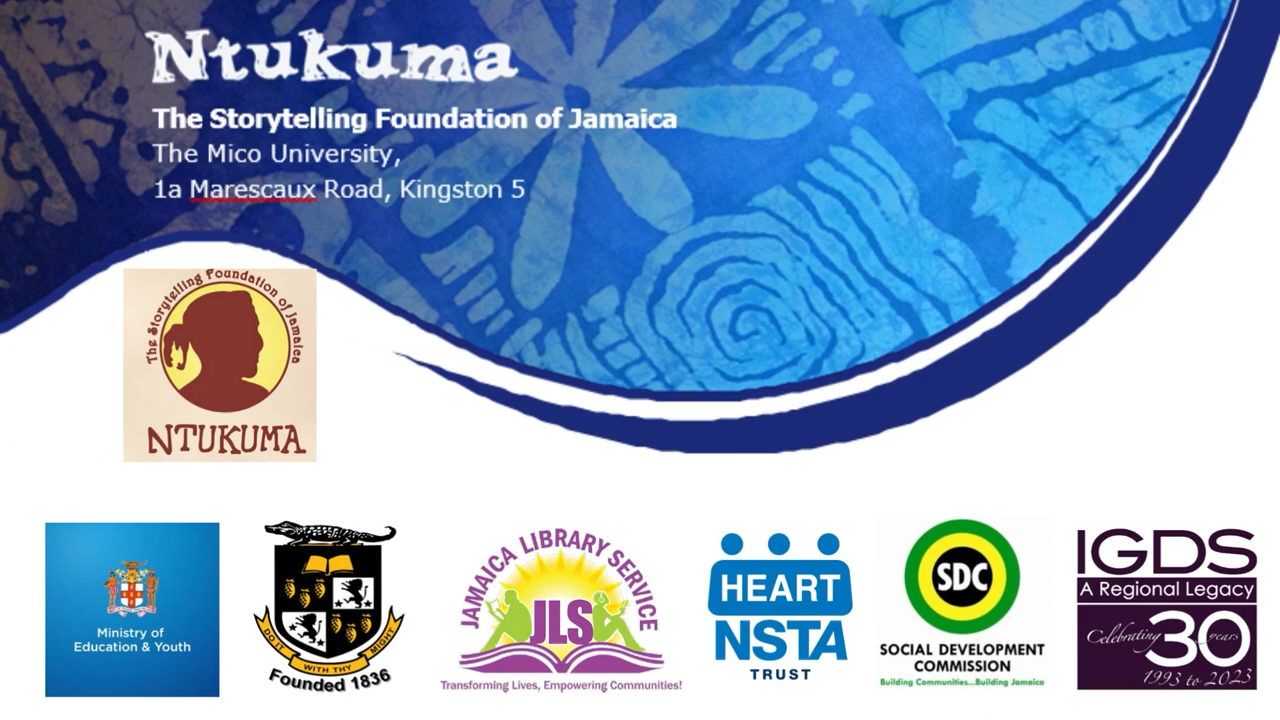 Ntukuma
The Storytelling Foundation of Jamaica
The Mico University,
1a Marescaux Road, Kingston 5
The Storytelling Foundation of Jamaica
NTUKUMA
Ministry of
Education & Youth
DO IT WITH THY MIGHT
Founded 1836
JAMAICA LIBRARY SERVICE
JLS
Transforming Lives, Empowering Communities!
HEART
NSTA
TRUST
SDC
SOCIAL DEVELOPMENT
COMMISSION
Building Communities...Building Jamaica
IGDS
A Regional Legacy
Celebrating 30 years
1993 to 2023